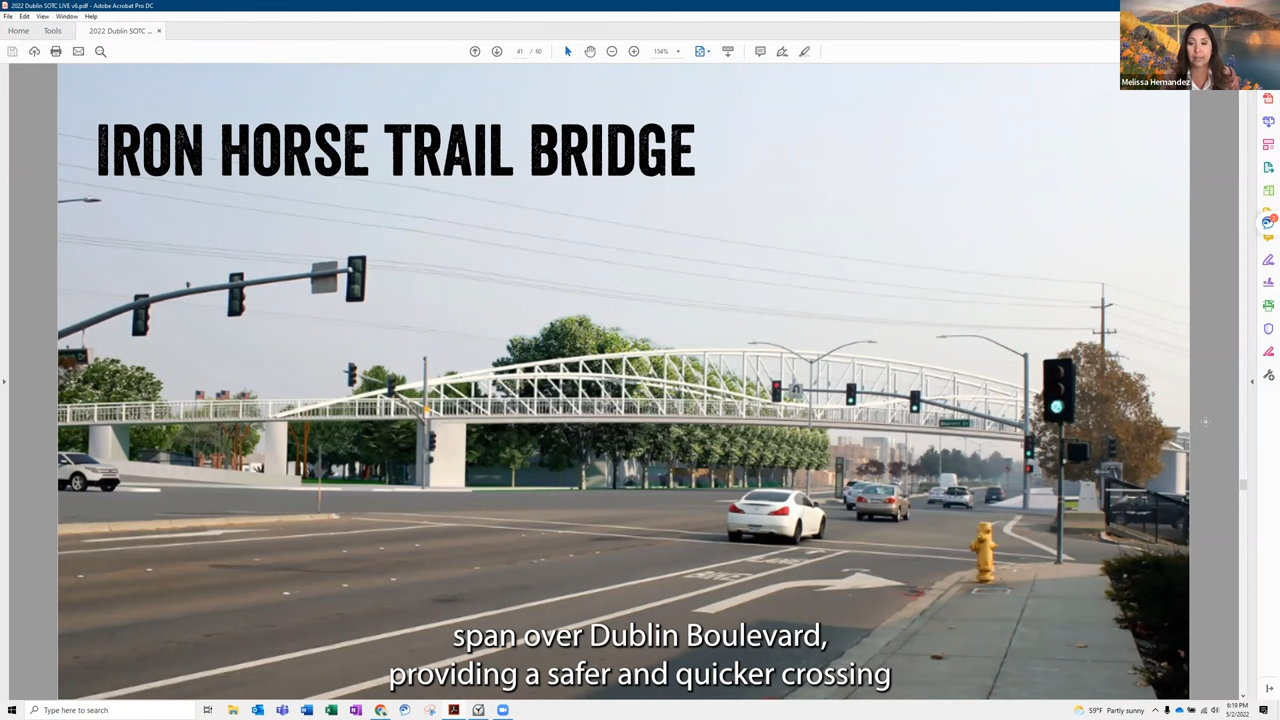 2022 Dublin SOTC LIVE v6.pdf - Adobe Acrobat Pro DC
File Edit View Window Help
Home Tools 2022 Dublin SOTC ... ×
41 / 60
154%
Melissa Hernandez
IRON HORSE TRAIL BRIDGE
span over Dublin Boulevard,
providing a safer and quicker crossing
Type here to search
59°F Partly sunny
6:19 PM
5/2/2022